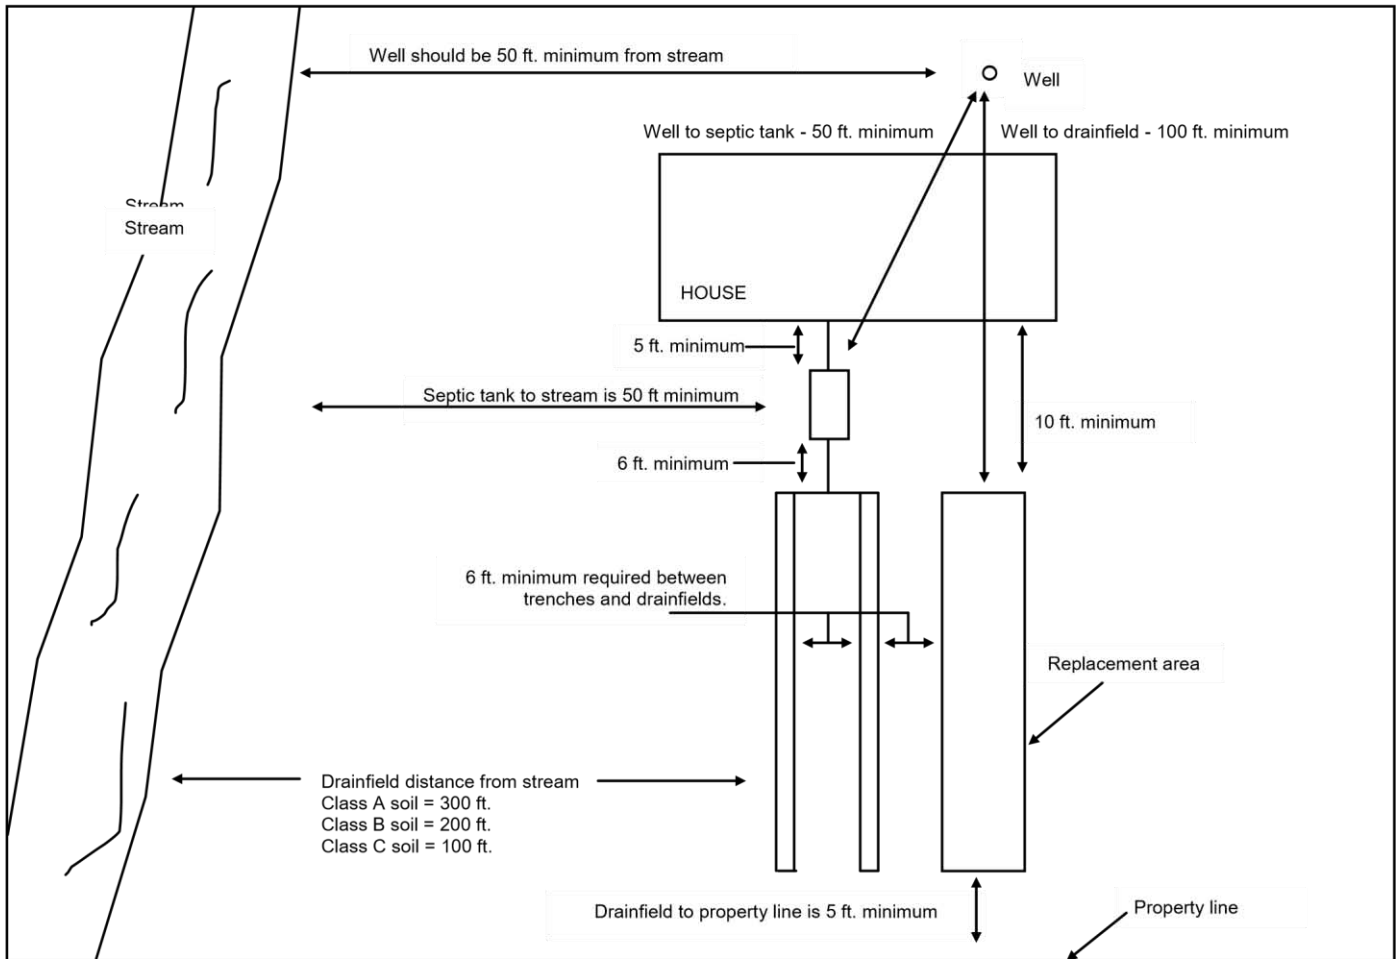 Well should be 50 ft. minimum from stream
Well
Well to septic tank - 50 ft. minimum
Well to drainfield - 100 ft. minimum
Stream
Stream
HOUSE
5 ft. minimum
Septic tank to stream is 50 ft minimum
10 ft. minimum
6 ft. minimum
6 ft. minimum required between
trenches and drainfields.
Replacement area
Drainfield distance from stream
Class A soil = 300 ft.
Class B soil = 200 ft.
Class C soil = 100 ft.
Drainfield to property line is 5 ft. minimum
Property line